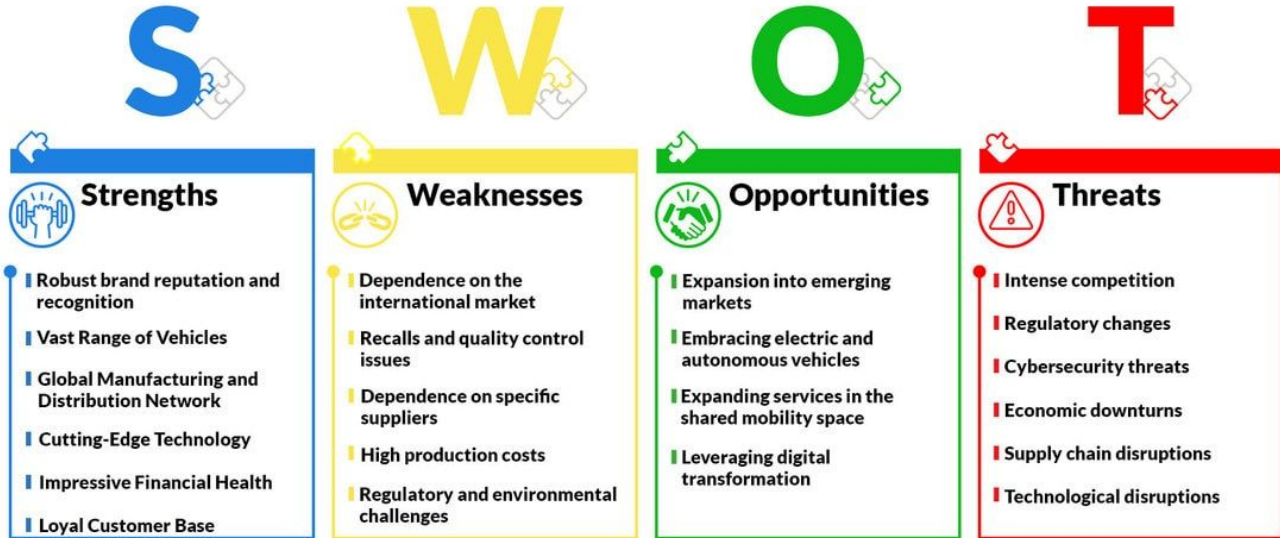 S
W
O
T
Strengths
Robust brand reputation and
recognition
Vast Range of Vehicles
Global Manufacturing and
Distribution Network
Cutting-Edge Technology
Impressive Financial Health
Loyal Customer Base
Weaknesses
Dependence on the
international market
Recalls and quality control
issues
Dependence on specific
suppliers
High production costs
Regulatory and environmental
challenges
Opportunities
Expansion into emerging
markets
Embracing electric and
autonomous vehicles
Expanding services in the
shared mobility space
Leveraging digital
transformation
Threats
Intense competition
Regulatory changes
Cybersecurity threats
Economic downturns
Supply chain disruptions
Technological disruptions